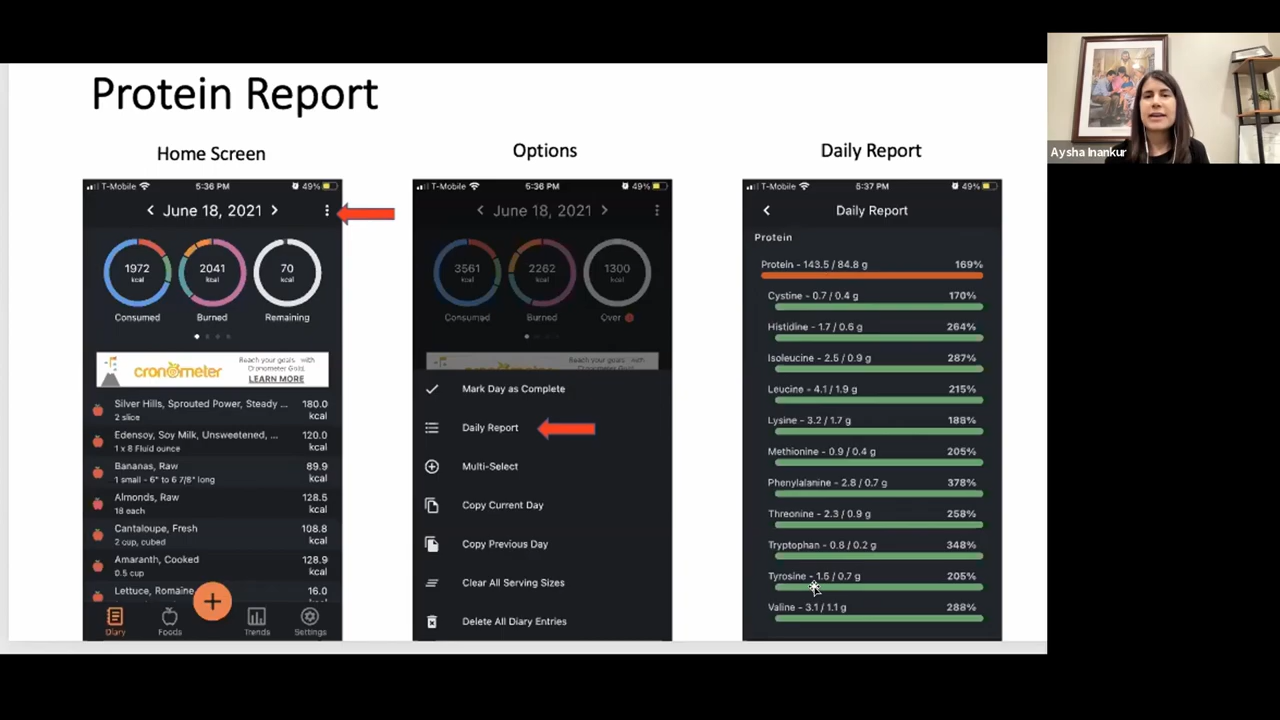 Protein Report
Home Screen
T-Mobile 5:36 PM 49%
June 18, 2021
1972 kcal
2041 kcal
70 kcal
Consumed Burned Remaining
cronometer
Reach your goals with
Cronometer Gold.
LEARN MORE
Silver Hills, Sprouted Power, Steady ... 180.0
2 slice kcal
Edensoy, Soy Milk, Unsweetened, ... 120.0
1 x 8 Fluid ounce kcal
Bananas, Raw 89.9
1 small - 6" to 6 7/8" long kcal
Almonds, Raw 128.5
18 each kcal
Cantaloupe, Fresh 108.8
2 cup, cubed kcal
Amaranth, Cooked 128.9
0.5 cup kcal
Lettuce, Romaine 16.0
Diary Foods + Trends Settings
Options
T-Mobile 5:36 PM 49%
June 18, 2021
3561 kcal
2262 kcal
1300 kcal
Consumed Burned Over
Mark Day as Complete
Daily Report
Multi-Select
Copy Current Day
Copy Previous Day
Clear All Serving Sizes
Delete All Diary Entries
Daily Report
T-Mobile 5:37 PM 49%
Daily Report
Protein
Protein - 143.5 / 84.8 g 169%
Cystine - 0.7 / 0.4 g 170%
Histidine - 1.7 / 0.6 g 264%
Isoleucine - 2.5 / 0.9 g 287%
Leucine - 4.1 / 1.9 g 215%
Lysine - 3.2 / 1.7 g 188%
Methionine - 0.9 / 0.4 g 205%
Phenylalanine - 2.8 / 0.7 g 378%
Threonine - 2.3 / 0.9 g 258%
Tryptophan - 0.8 / 0.2 g 348%
Tyrosine - 1.5 / 0.7 g 205%
Valine - 3.1 / 1.1 g 288%
Aysha Inankur